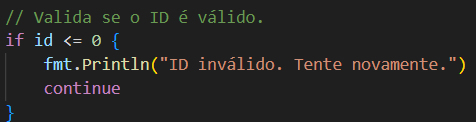 // Valida se o ID é válido.
if id <= 0 {
    fmt.Println("ID inválido. Tente novamente.")
    continue
}